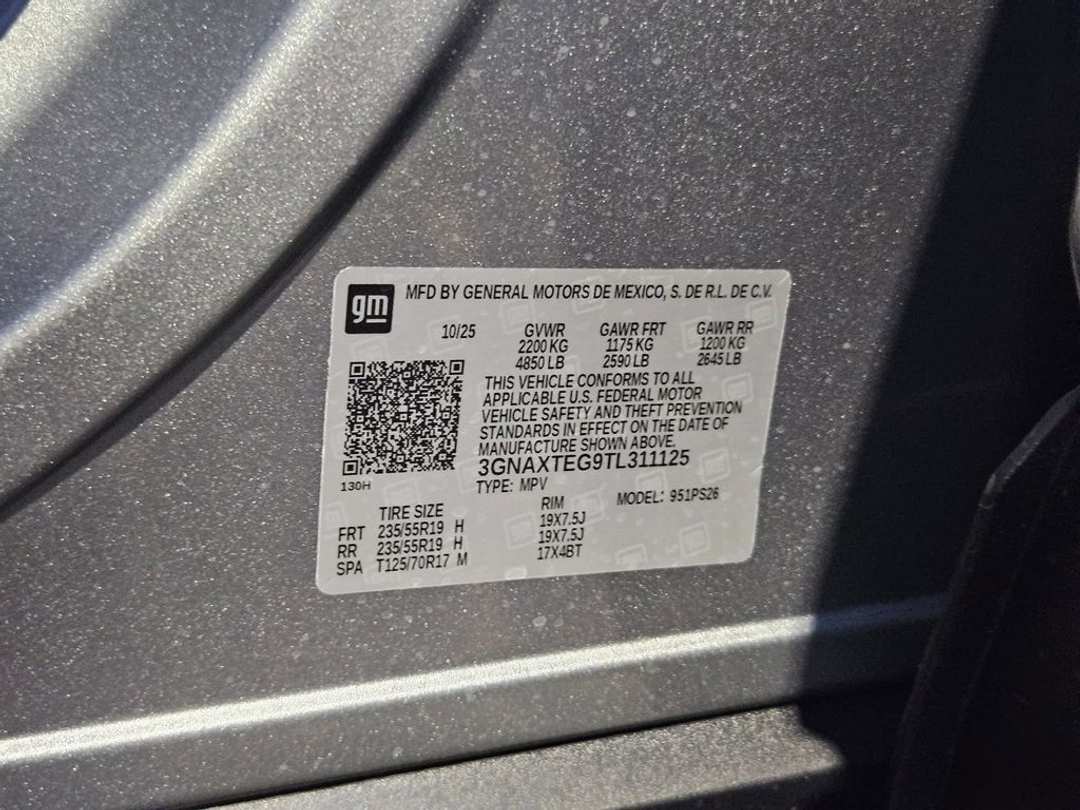 gm MFD BY GENERAL MOTORS DE MEXICO, S. DE R.L. DE C.V.
10/25 GVWR GAWR FRT GAWR RR
2200 KG 1175 KG 1200 KG
4850 LB 2590 LB 2645 LB
THIS VEHICLE CONFORMS TO ALL
APPLICABLE U.S. FEDERAL MOTOR
VEHICLE SAFETY AND THEFT PREVENTION
STANDARDS IN EFFECT ON THE DATE OF
MANUFACTURE SHOWN ABOVE.
3GNAXTEG9TL311125
130H
TYPE: MPV MODEL: 951PS26
TIRE SIZE RIM
FRT 235/55R19 H 19X7.5J
RR 235/55R19 H 19X7.5J
SPA T125/70R17 M 17X4BT